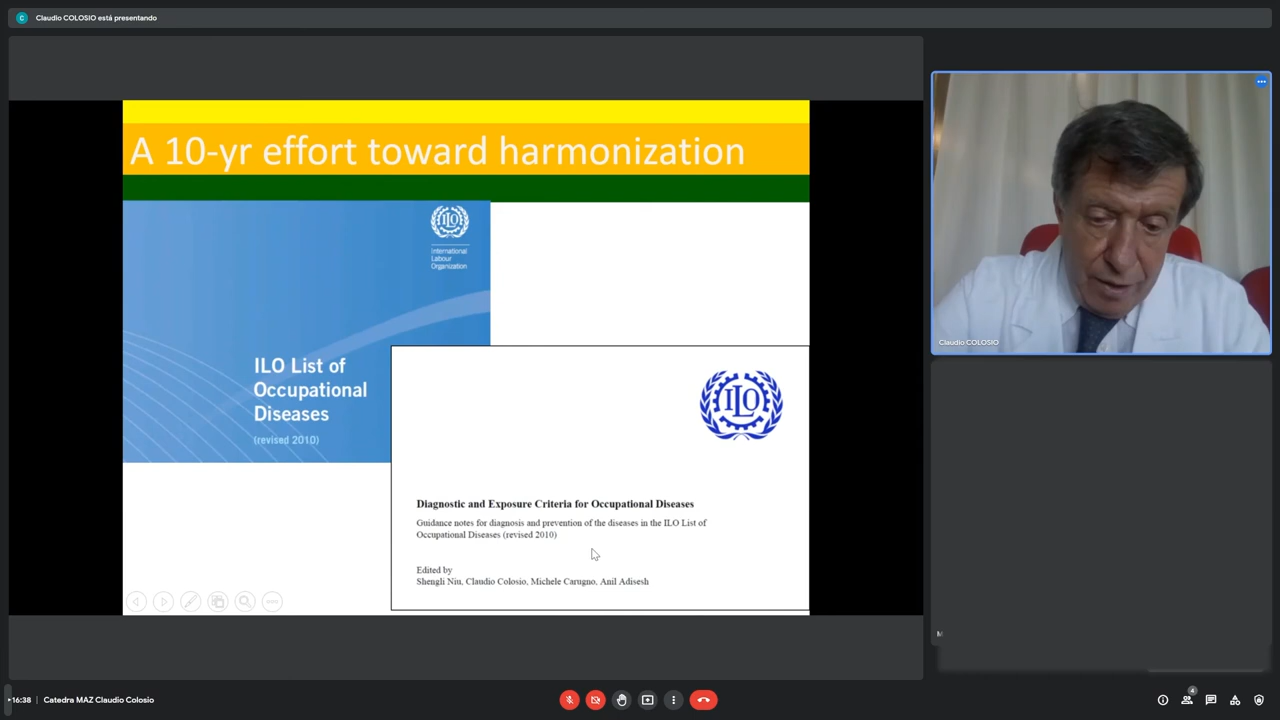 C
Claudio COLOSIO está presentando
A 10-yr effort toward harmonization
ILO
International
Labour
Organization
ILO List of
Occupational
Diseases
(revised 2010)
ILO
Diagnostic and Exposure Criteria for Occupational Diseases
Guidance notes for diagnosis and prevention of the diseases in the ILO List of
Occupational Diseases (revised 2010)
Edited by
Shengli Niu, Claudio Colosio, Michele Carugno, Anil Adisesh
Claudio COLOSIO
M
16:38 | Catedra MAZ Claudio Colosio
4